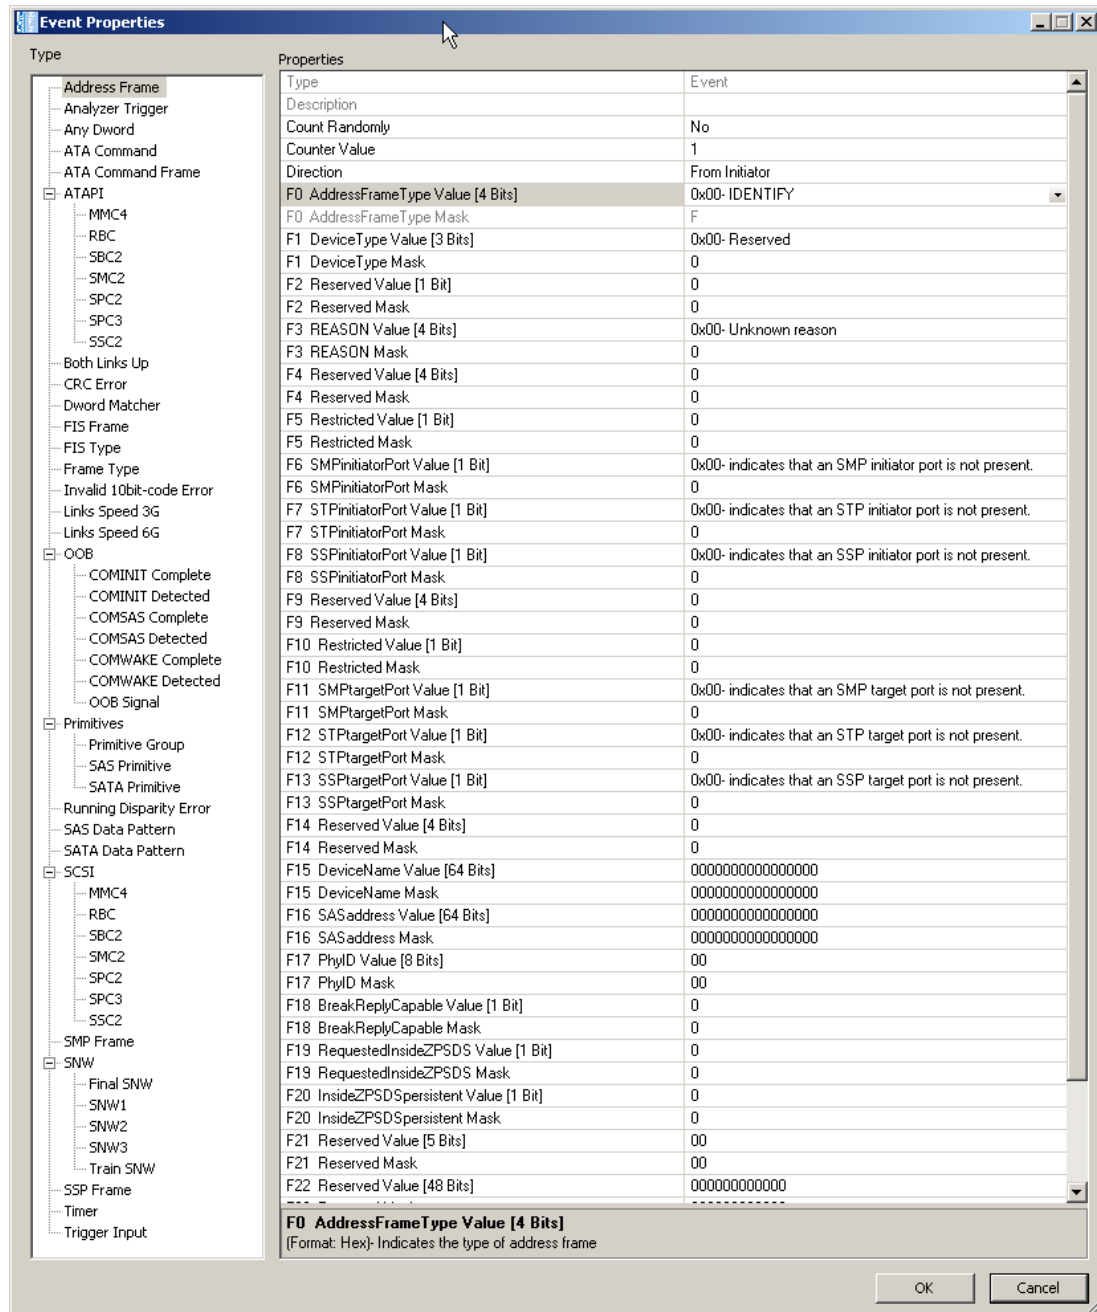 Event Properties
Type
Address Frame
Analyzer Trigger
Any Dword
ATA Command
ATA Command Frame
ATAPI
MMC4
RBC
SBC2
SMC2
SPC2
SPC3
SSC2
Both Links Up
CRC Error
Dword Matcher
FIS Frame
FIS Type
Frame Type
Invalid 10bit-code Error
Links Speed 3G
Links Speed 6G
OOB
COMINIT Complete
COMINIT Detected
COMSAS Complete
COMSAS Detected
COMWAKE Complete
COMWAKE Detected
OOB Signal
Primitives
Primitive Group
SAS Primitive
SATA Primitive
Running Disparity Error
SAS Data Pattern
SATA Data Pattern
SCSI
MMC4
RBC
SBC2
SMC2
SPC2
SPC3
SSC2
SMP Frame
SNW
Final SNW
SNW1
SNW2
SNW3
Train SNW
SSP Frame
Timer
Trigger Input
Properties
Type Event
Description
Count Randomly No
Counter Value 1
Direction From Initiator
F0 AddressFrameType Value [4 Bits] 0x00- IDENTIFY
F0 AddressFrameType Mask F
F1 DeviceType Value [3 Bits] 0x00- Reserved
F1 DeviceType Mask 0
F2 Reserved Value [1 Bit] 0
F2 Reserved Mask 0
F3 REASON Value [4 Bits] 0x00- Unknown reason
F3 REASON Mask 0
F4 Reserved Value [4 Bits] 0
F4 Reserved Mask 0
F5 Restricted Value [1 Bit] 0
F5 Restricted Mask 0
F6 SMPinitiatorPort Value [1 Bit] 0x00- indicates that an SMP initiator port is not present.
F6 SMPinitiatorPort Mask 0
F7 STPinitiatorPort Value [1 Bit] 0x00- indicates that an STP initiator port is not present.
F7 STPinitiatorPort Mask 0
F8 SSPinitiatorPort Value [1 Bit] 0x00- indicates that an SSP initiator port is not present.
F8 SSPinitiatorPort Mask 0
F9 Reserved Value [4 Bits] 0
F9 Reserved Mask 0
F10 Restricted Value [1 Bit] 0
F10 Restricted Mask 0
F11 SMPtargetPort Value [1 Bit] 0x00- indicates that an SMP target port is not present.
F11 SMPtargetPort Mask 0
F12 STPtargetPort Value [1 Bit] 0x00- indicates that an STP target port is not present.
F12 STPtargetPort Mask 0
F13 SSPtargetPort Value [1 Bit] 0x00- indicates that an SSP target port is not present.
F13 SSPtargetPort Mask 0
F14 Reserved Value [4 Bits] 0
F14 Reserved Mask 0
F15 DeviceName Value [64 Bits] 0000000000000000
F15 DeviceName Mask 0000000000000000
F16 SASaddress Value [64 Bits] 0000000000000000
F16 SASaddress Mask 0000000000000000
F17 PhyID Value [8 Bits] 00
F17 PhyID Mask 00
F18 BreakReplyCapable Value [1 Bit] 0
F18 BreakReplyCapable Mask 0
F19 RequestedInsideZPSDS Value [1 Bit] 0
F19 RequestedInsideZPSDS Mask 0
F20 InsideZPSDSpersistent Value [1 Bit] 0
F20 InsideZPSDSpersistent Mask 0
F21 Reserved Value [5 Bits] 00
F21 Reserved Mask 00
F22 Reserved Value [48 Bits] 000000000000
F0 AddressFrameType Value [4 Bits]
(Format: Hex)- Indicates the type of address frame
OK Cancel